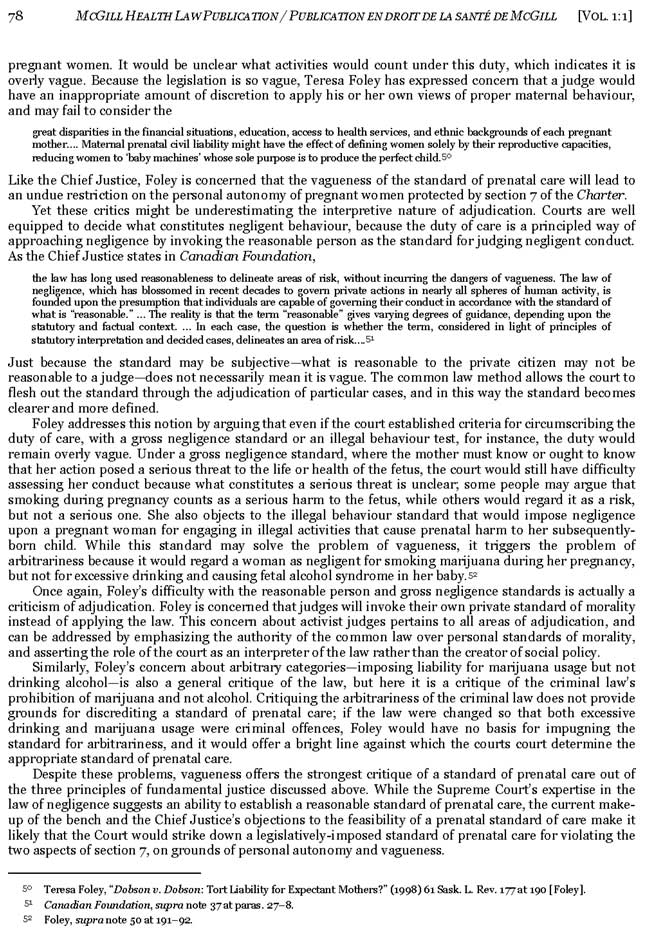 78 MCGILL HEALTH LAW PUBLICATION / PUBLICATION EN DROIT DE LA SANTÉ DE MCGILL [VOL. 1:1]
pregnant women. It would be unclear what activities would count under this duty, which indicates it is
overly vague. Because the legislation is so vague, Teresa Foley has expressed concern that a judge would
have an inappropriate amount of discretion to apply his or her own views of proper maternal behaviour,
and may fail to consider the
great disparities in the financial situations, education, access to health services, and ethnic backgrounds of each pregnant
mother.... Maternal prenatal civil liability might have the effect of defining women solely by their reproductive capacities,
reducing women to ‘baby machines’ whose sole purpose is to produce the perfect child.50
Like the Chief Justice, Foley is concerned that the vagueness of the standard of prenatal care will lead to
an undue restriction on the personal autonomy of pregnant women protected by section 7 of the Charter.
Yet these critics might be underestimating the interpretive nature of adjudication. Courts are well
equipped to decide what constitutes negligent behaviour, because the duty of care is a principled way of
approaching negligence by invoking the reasonable person as the standard for judging negligent conduct.
As the Chief Justice states in Canadian Foundation,
the law has long used reasonableness to delineate areas of risk, without incurring the dangers of vagueness. The law of
negligence, which has blossomed in recent decades to govern private actions in nearly all spheres of human activity, is
founded upon the presumption that individuals are capable of governing their conduct in accordance with the standard of
what is “reasonable.” ... The reality is that the term “reasonable” gives varying degrees of guidance, depending upon the
statutory and factual context. ... In each case, the question is whether the term, considered in light of principles of
statutory interpretation and decided cases, delineates an area of risk....51
Just because the standard may be subjective—what is reasonable to the private citizen may not be
reasonable to a judge—does not necessarily mean it is vague. The common law method allows the court to
flesh out the standard through the adjudication of particular cases, and in this way the standard becomes
clearer and more defined.
Foley addresses this notion by arguing that even if the court established criteria for circumscribing the
duty of care, with a gross negligence standard or an illegal behaviour test, for instance, the duty would
remain overly vague. Under a gross negligence standard, where the mother must know or ought to know
that her action posed a serious threat to the life or health of the fetus, the court would still have difficulty
assessing her conduct because what constitutes a serious threat is unclear; some people may argue that
smoking during pregnancy counts as a serious harm to the fetus, while others would regard it as a risk,
but not a serious one. She also objects to the illegal behaviour standard that would impose negligence
upon a pregnant woman for engaging in illegal activities that cause prenatal harm to her subsequently-
born child. While this standard may solve the problem of vagueness, it triggers the problem of
arbitrariness because it would regard a woman as negligent for smoking marijuana during her pregnancy,
but not for excessive drinking and causing fetal alcohol syndrome in her baby.52
Once again, Foley’s difficulty with the reasonable person and gross negligence standards is actually a
criticism of adjudication. Foley is concerned that judges will invoke their own private standard of morality
instead of applying the law. This concern about activist judges pertains to all areas of adjudication, and
can be addressed by emphasizing the authority of the common law over personal standards of morality,
and asserting the role of the court as an interpreter of the law rather than the creator of social policy.
Similarly, Foley’s concern about arbitrary categories—imposing liability for marijuana usage but not
drinking alcohol—is also a general critique of the law, but here it is a critique of the criminal law’s
prohibition of marijuana and not alcohol. Critiquing the arbitrariness of the criminal law does not provide
grounds for discrediting a standard of prenatal care; if the law were changed so that both excessive
drinking and marijuana usage were criminal offences, Foley would have no basis for impugning the
standard for arbitrariness, and it would offer a bright line against which the courts court determine the
appropriate standard of prenatal care.
Despite these problems, vagueness offers the strongest critique of a standard of prenatal care out of
the three principles of fundamental justice discussed above. While the Supreme Court’s expertise in the
law of negligence suggests an ability to establish a reasonable standard of prenatal care, the current make-
up of the bench and the Chief Justice’s objections to the feasibility of a prenatal standard of care make it
likely that the Court would strike down a legislatively-imposed standard of prenatal care for violating the
two aspects of section 7, on grounds of personal autonomy and vagueness.
50 Teresa Foley, “Dobson v. Dobson: Tort Liability for Expectant Mothers?” (1998) 61 Sask. L. Rev. 177 at 190 [Foley].
51 Canadian Foundation, supra note 37 at paras. 27–8.
52 Foley, supra note 50 at 191–92.